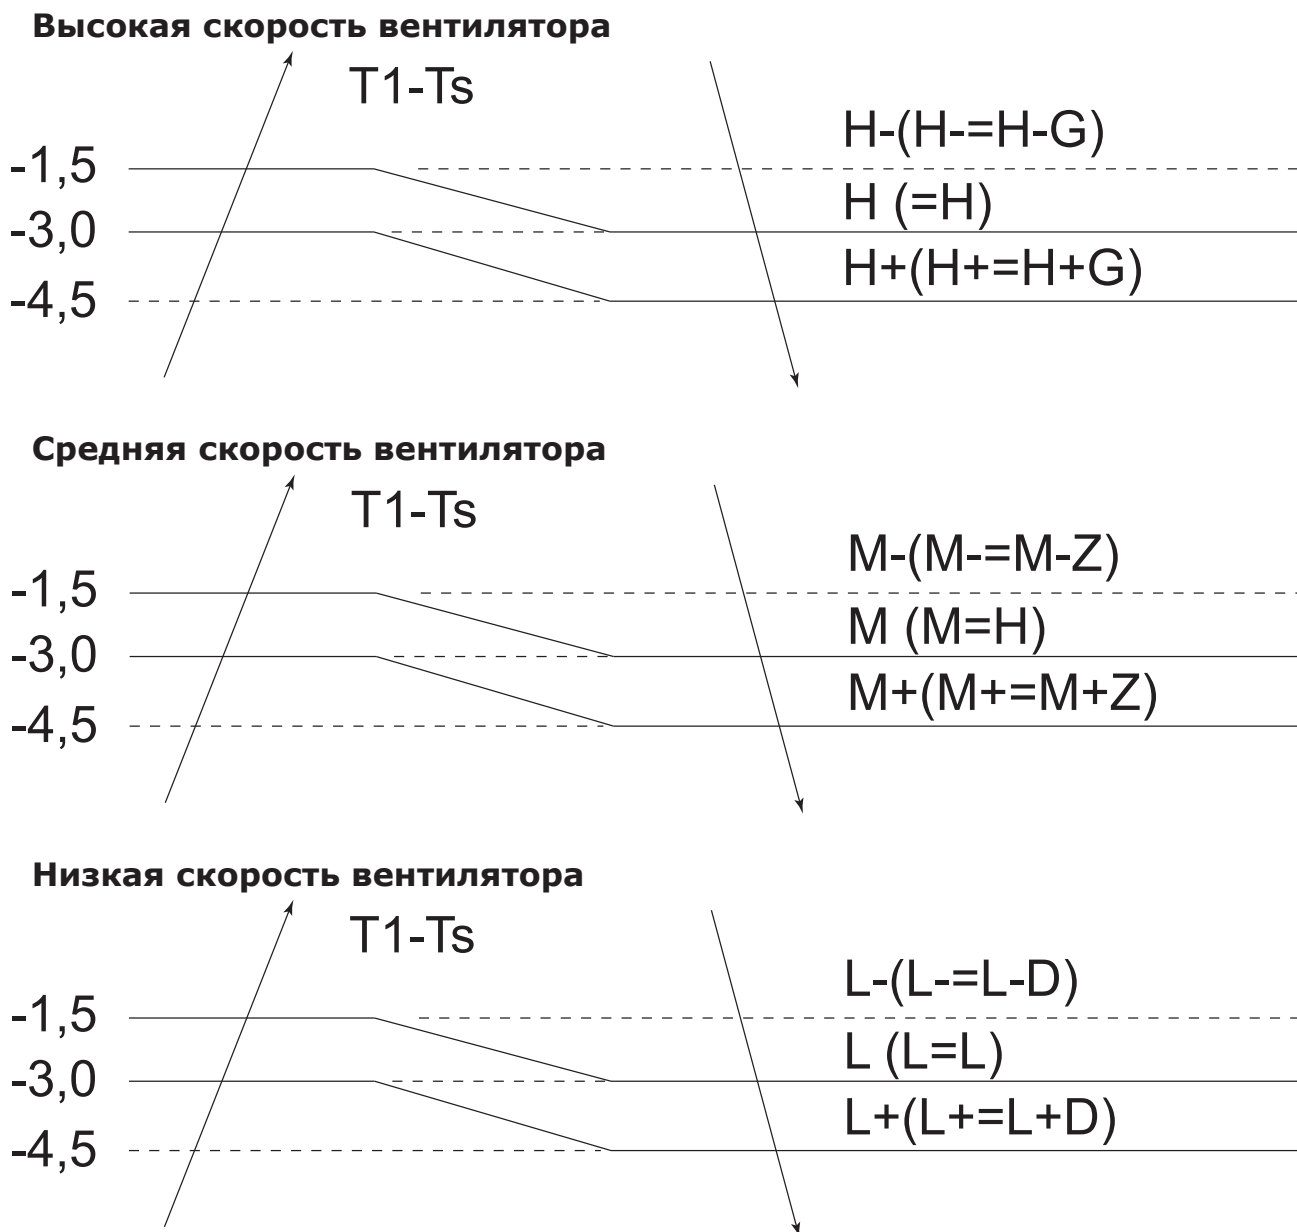 Высокая скорость вентилятора
T1-Ts
H-(H-=H-G)
-1,5
H (=H)
-3,0
H+(H+=H+G)
-4,5
Средняя скорость вентилятора
T1-Ts
M-(M-=M-Z)
-1,5
M (M=H)
-3,0
M+(M+=M+Z)
-4,5
Низкая скорость вентилятора
T1-Ts
L-(L-=L-D)
-1,5
L (L=L)
-3,0
L+(L+=L+D)
-4,5